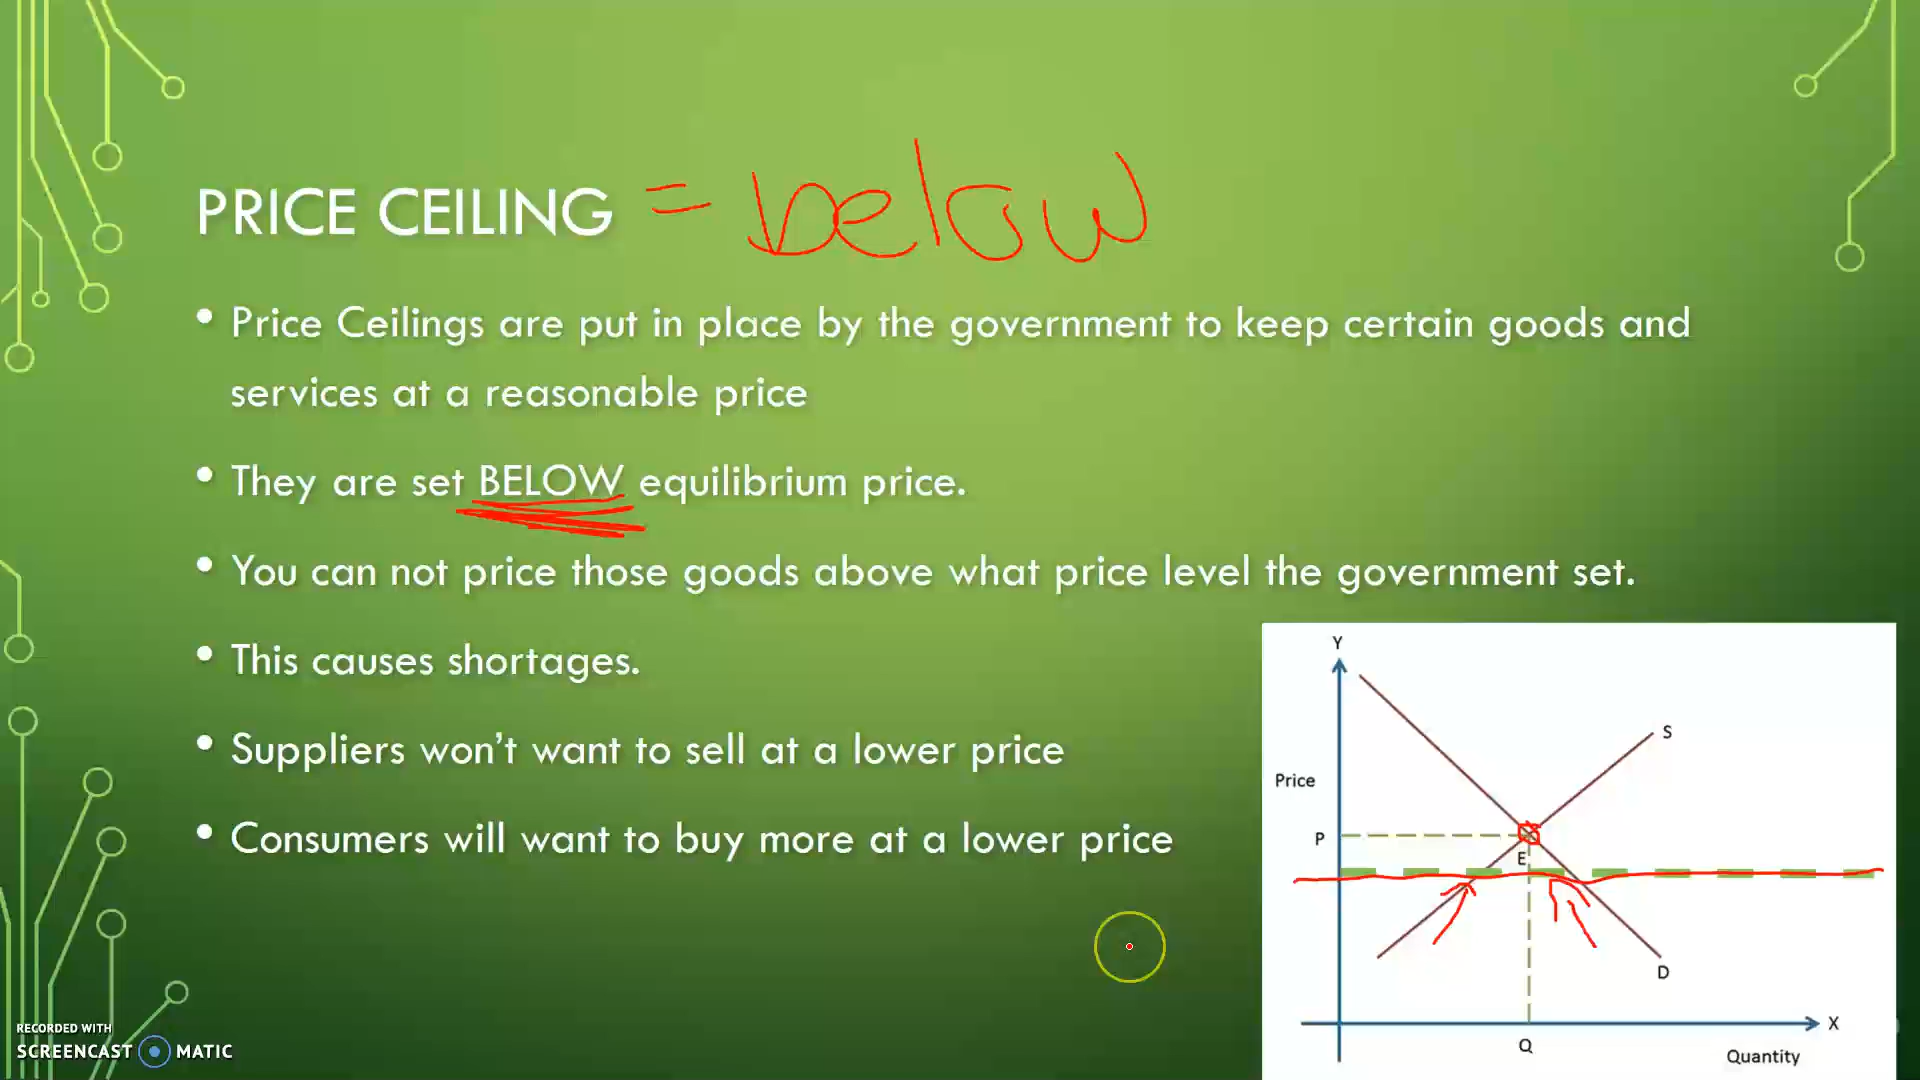 PRICE CEILING = below
• Price Ceilings are put in place by the government to keep certain goods and
services at a reasonable price
• They are set BELOW equilibrium price.
• You can not price those goods above what price level the government set.
• This causes shortages.
• Suppliers won't want to sell at a lower price
• Consumers will want to buy more at a lower price
Y
S
Price
P
E
D
X
Q
Quantity
RECORDED WITH
SCREENCAST MATIC